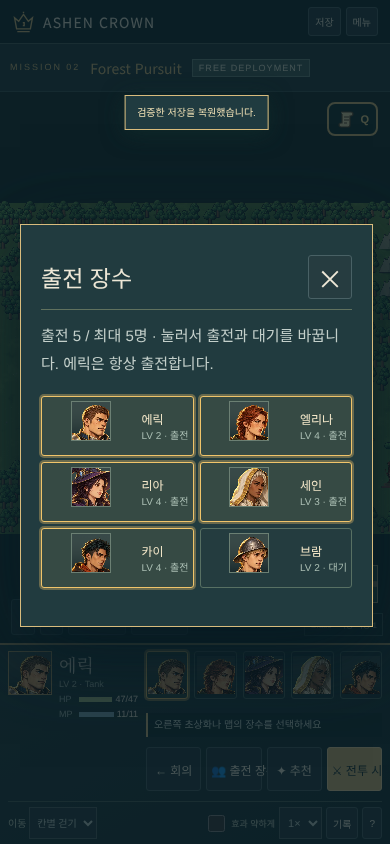 ASHEN CROWN
저장
메뉴
MISSION 02
Forest Pursuit
FREE DEPLOYMENT
검증한 저장을 복원했습니다.
Q
출전 장수
출전 5 / 최대 5명 · 눌러서 출전과 대기를 바꿉니
다. 에릭은 항상 출전합니다.
에릭
LV 2 · 출전
엘리나
LV 4 · 출전
리아
LV 4 · 출전
세인
LV 3 · 출전
카이
LV 4 · 출전
브람
LV 2 · 대기
에릭
LV 2 · Tank
HP 47/47
MP 11/11
오른쪽 초상화나 맵의 장수를 선택하세요
← 회의
출전 장
✦ 추천
⚔ 전투 시
이동
칸별 걷기
효과 약하게
1×
기록
?